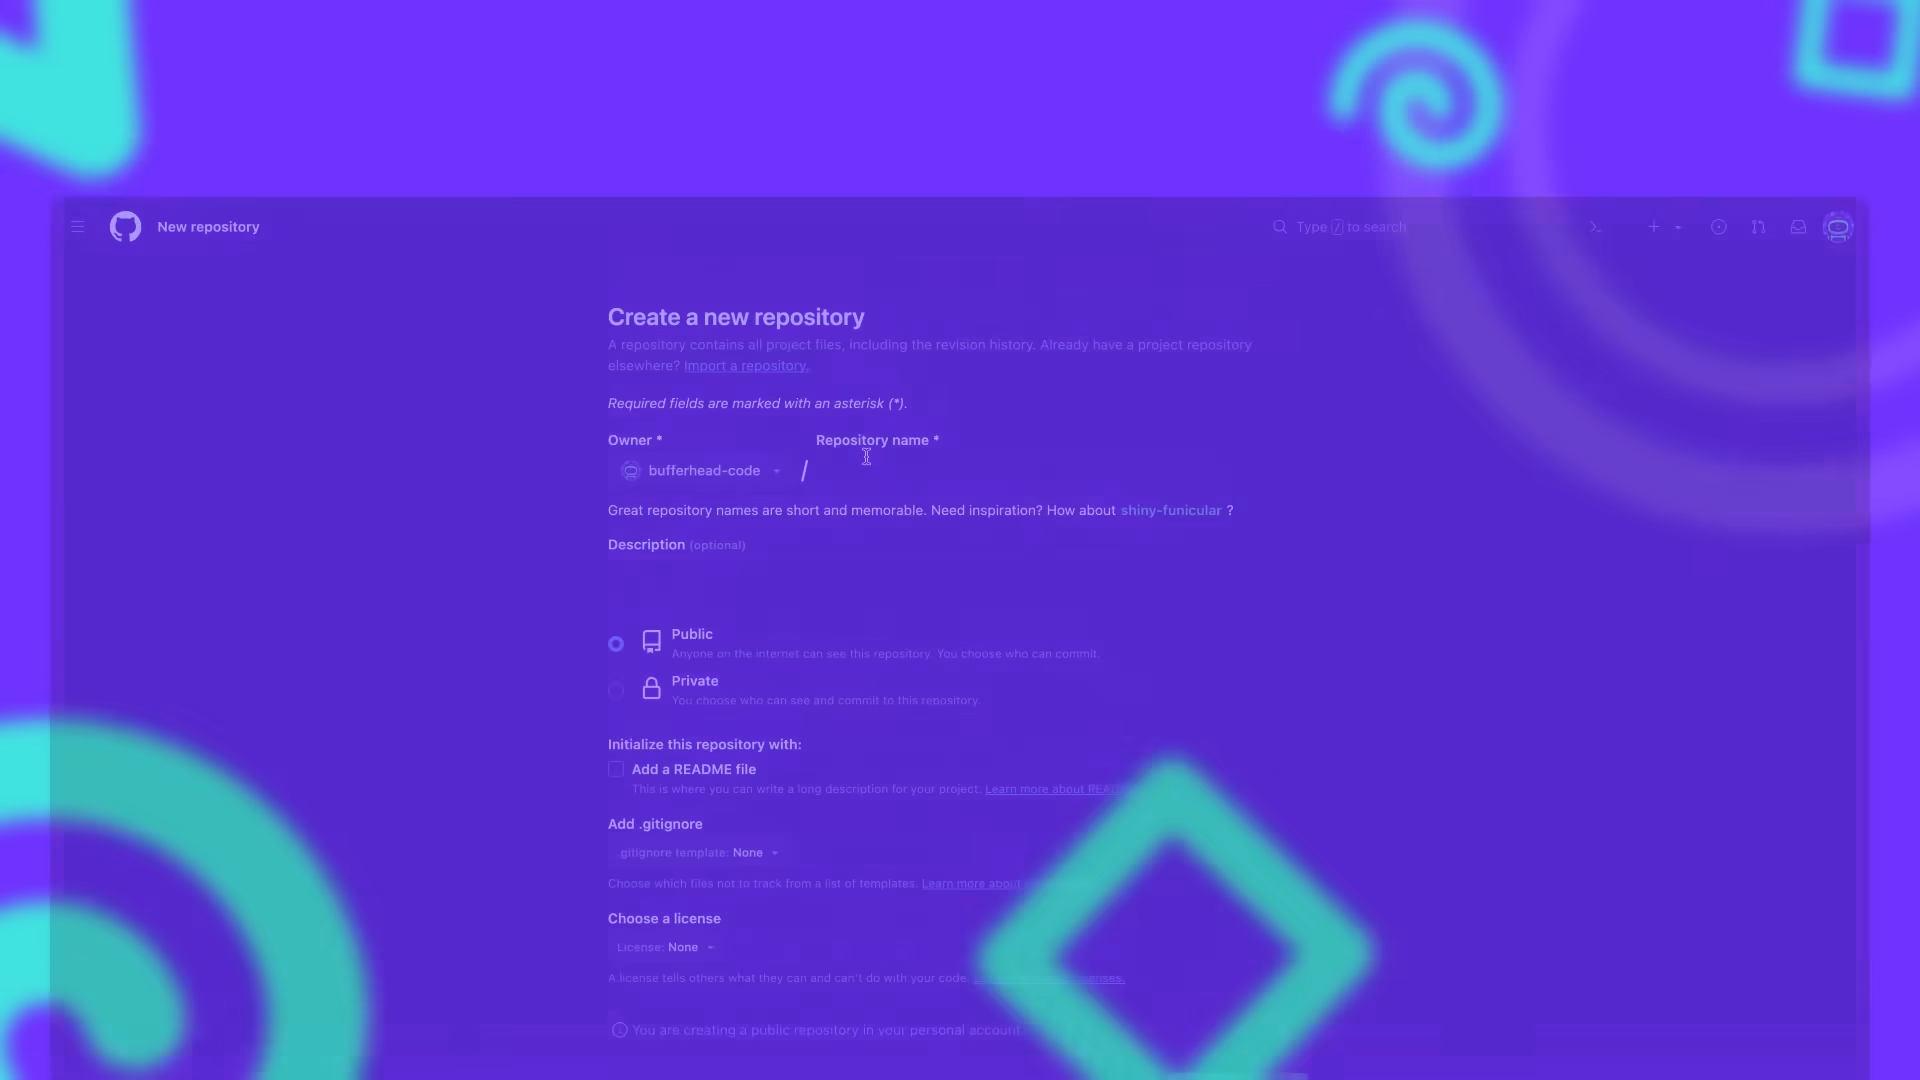 New repository
Type / to search
Create a new repository
A repository contains all project files, including the revision history. Already have a project repository
elsewhere? Import a repository.
Required fields are marked with an asterisk (*).
Owner * Repository name *
bufferhead-code /
Great repository names are short and memorable. Need inspiration? How about shiny-funicular ?
Description (optional)
Public
Anyone on the internet can see this repository. You choose who can commit.
Private
You choose who can see and commit to this repository.
Initialize this repository with:
Add a README file
This is where you can write a long description for your project. Learn more about
Add .gitignore
.gitignore template: None
Choose which files not to track from a list of templates. Learn more about
Choose a license
License: None
A license tells others what they can and can't do with your code.
You are creating a public repository in your personal account